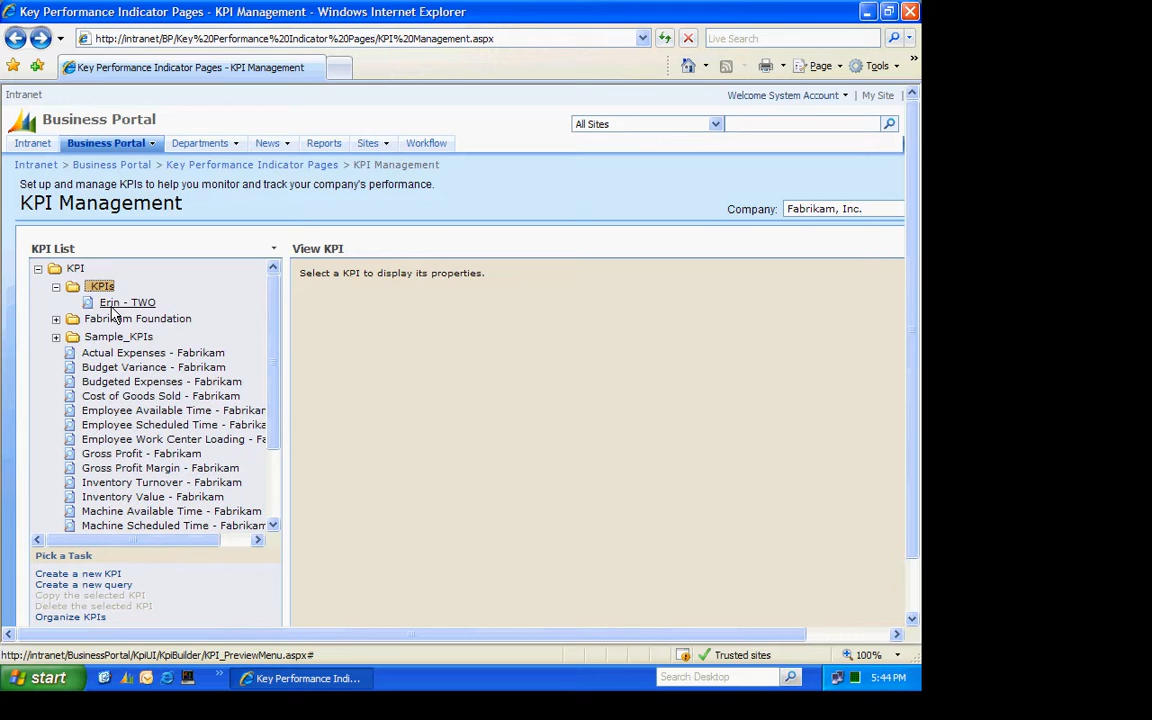 Key Performance Indicator Pages - KPI Management - Windows Internet Explorer
http://intranet/BP/Key%20Performance%20Indicator%20Pages/KPI%20Management.aspx
Live Search
Key Performance Indicator Pages - KPI Management
Page
Tools
»
Intranet
Welcome System Account
My Site
Business Portal
All Sites
Intranet
Business Portal
Departments
News
Reports
Sites
Workflow
Intranet > Business Portal > Key Performance Indicator Pages > KPI Management
Set up and manage KPIs to help you monitor and track your company's performance.
KPI Management
Company:
Fabrikam, Inc.
KPI List
View KPI
KPI
_KPIs
Select a KPI to display its properties.
Erin - TWO
Fabrikam Foundation
Sample_KPIs
Actual Expenses - Fabrikam
Budget Variance - Fabrikam
Budgeted Expenses - Fabrikam
Cost of Goods Sold - Fabrikam
Employee Available Time - Fabrikar
Employee Scheduled Time - Fabrika
Employee Work Center Loading - Fa
Gross Profit - Fabrikam
Gross Profit Margin - Fabrikam
Inventory Turnover - Fabrikam
Inventory Value - Fabrikam
Machine Available Time - Fabrikam
Machine Scheduled Time - Fabrikam
Pick a Task
Create a new KPI
Create a new query
Copy the selected KPI
Delete the selected KPI
Organize KPIs
http://intranet/BusinessPortal/KpiUI/KpiBuilder/KPI_PreviewMenu.aspx#
Trusted sites
100%
start
»
Key Performance Indi...
Search Desktop
5:44 PM